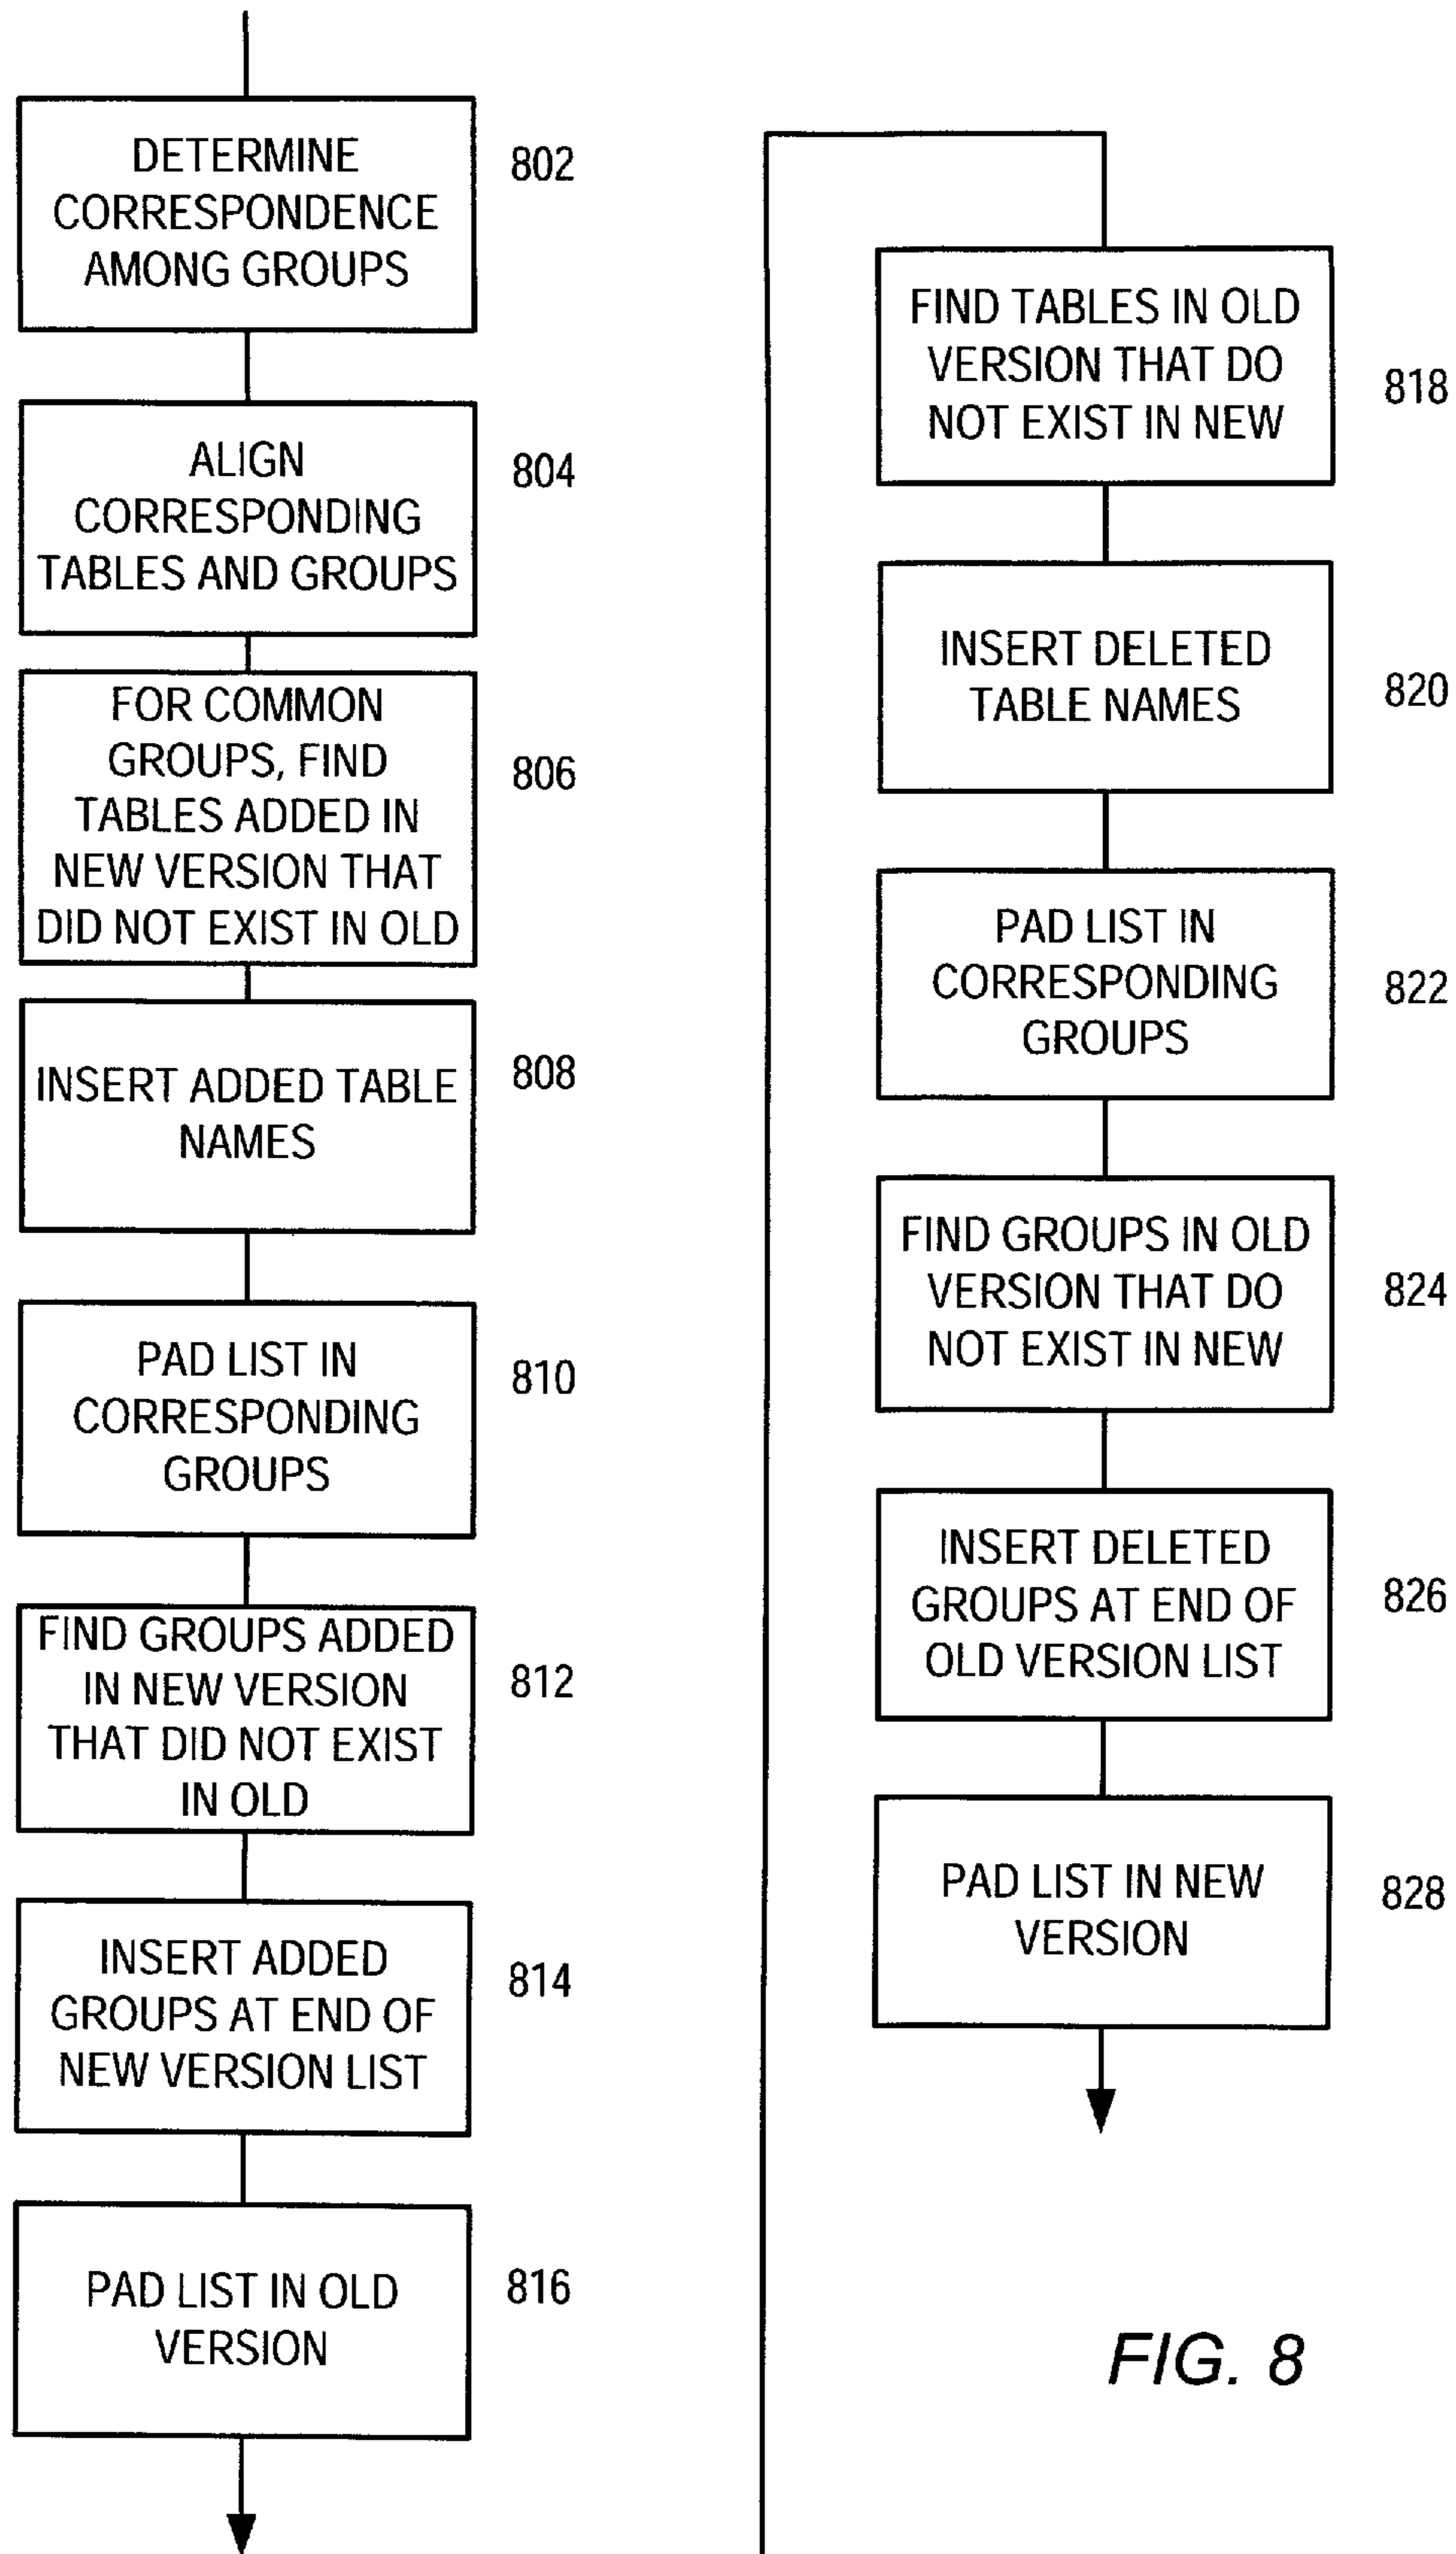 DETERMINE
CORRESPONDENCE
AMONG GROUPS
802
ALIGN
CORRESPONDING
TABLES AND GROUPS
804
FOR COMMON
GROUPS, FIND
TABLES ADDED IN
NEW VERSION THAT
DID NOT EXIST IN OLD
806
INSERT ADDED TABLE
NAMES
808
PAD LIST IN
CORRESPONDING
GROUPS
810
FIND GROUPS ADDED
IN NEW VERSION
THAT DID NOT EXIST
IN OLD
812
INSERT ADDED
GROUPS AT END OF
NEW VERSION LIST
814
PAD LIST IN OLD
VERSION
816
FIND TABLES IN OLD
VERSION THAT DO
NOT EXIST IN NEW
818
INSERT DELETED
TABLE NAMES
820
PAD LIST IN
CORRESPONDING
GROUPS
822
FIND GROUPS IN OLD
VERSION THAT DO
NOT EXIST IN NEW
824
INSERT DELETED
GROUPS AT END OF
OLD VERSION LIST
826
PAD LIST IN NEW
VERSION
828
FIG. 8